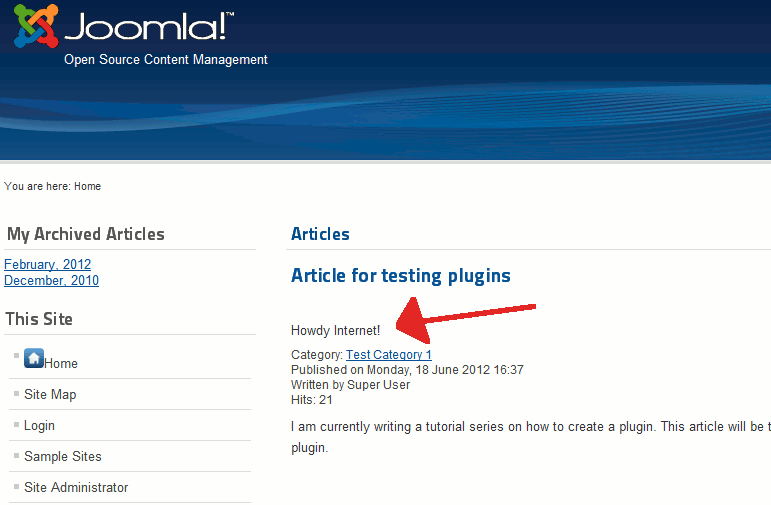 Joomla!™
Open Source Content Management
You are here: Home
My Archived Articles
February, 2012
December, 2010
This Site
Home
Site Map
Login
Sample Sites
Site Administrator
Articles
Article for testing plugins
Howdy Internet!
Category: Test Category 1
Published on Monday, 18 June 2012 16:37
Written by Super User
Hits: 21
I am currently writing a tutorial series on how to create a plugin. This article will be
plugin.